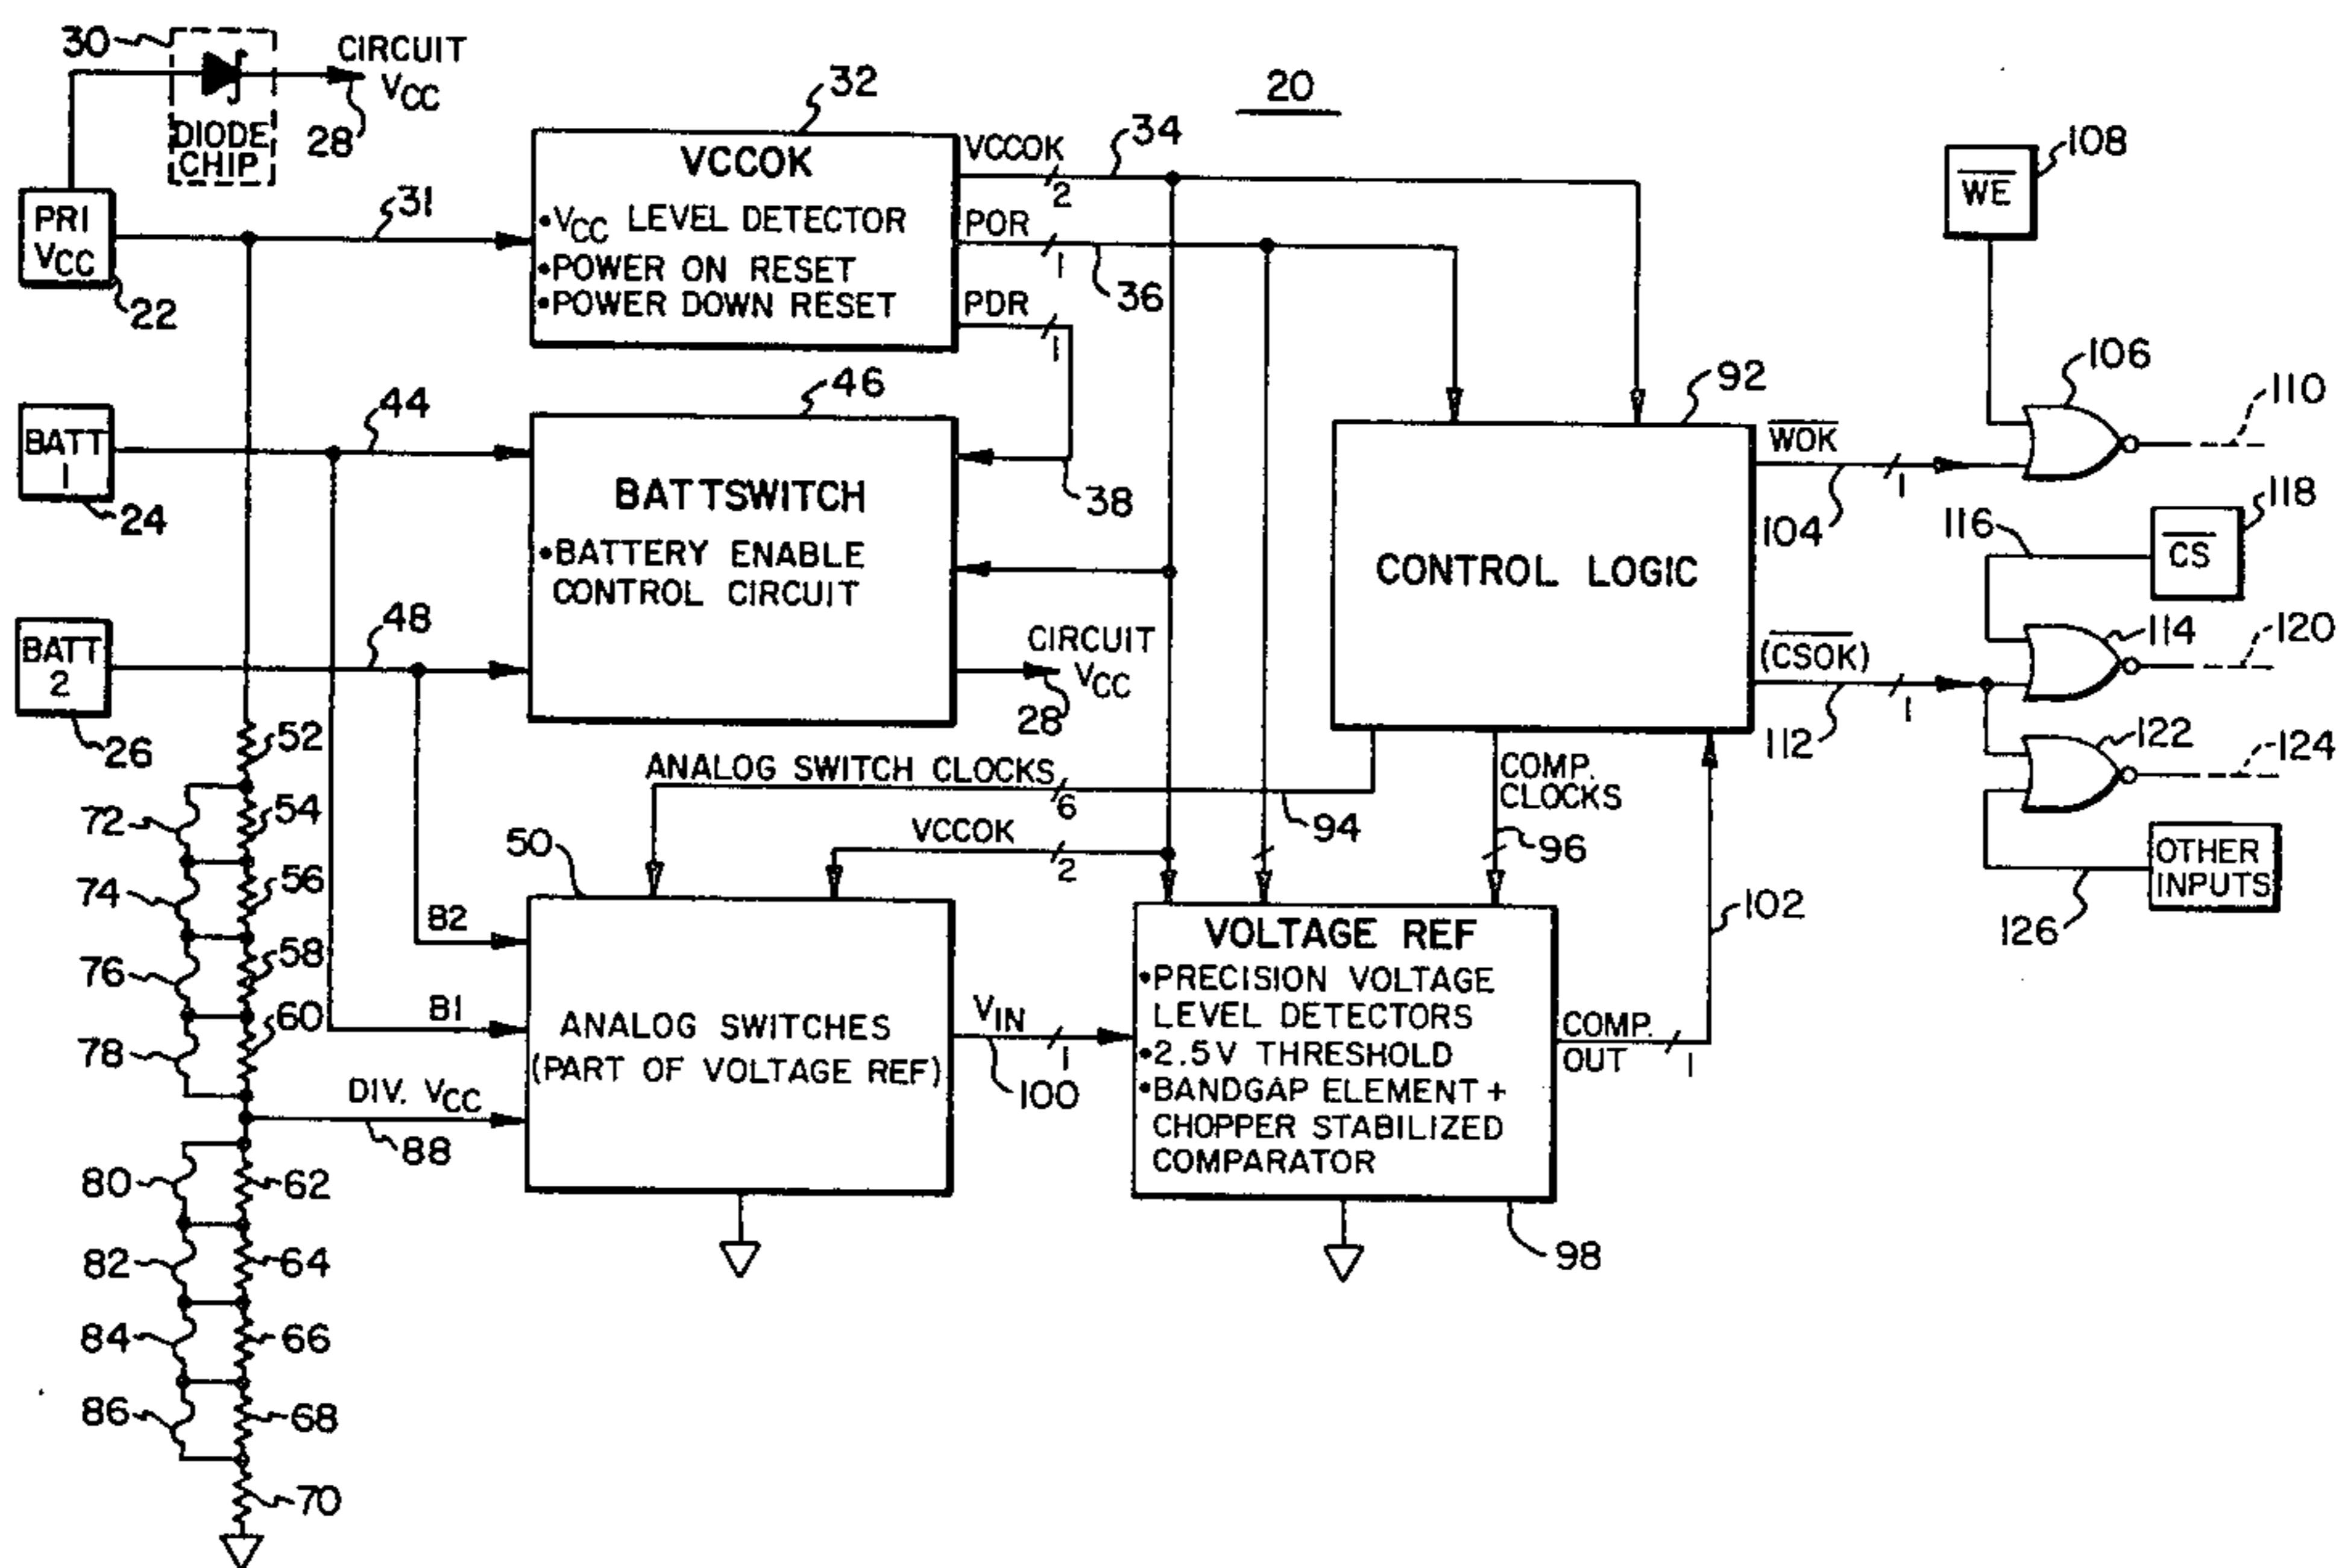 20
30
CIRCUIT
VCC
28
DIODE
CHIP
PRI
VCC
22
31
32
VCCOK
•VCC LEVEL DETECTOR
•POWER ON RESET
•POWER DOWN RESET
VCCOK
2
34
POR
1
36
PDR
1
38
BATT
1
24
44
46
BATTSWITCH
•BATTERY ENABLE
CONTROL CIRCUIT
CIRCUIT
VCC
28
BATT
2
26
48
92
CONTROL LOGIC
W̅O̅K̅
1
104
(C̅S̅O̅K̅)
1
112
W̅E̅
108
106
110
C̅S̅
118
116
114
120
122
124
OTHER
INPUTS
126
ANALOG SWITCH CLOCKS
6
94
COMP.
CLOCKS
96
VCCOK
2
50
B2
B1
DIV. VCC
88
ANALOG SWITCHES
(PART OF VOLTAGE REF)
VIN
1
100
VOLTAGE REF
•PRECISION VOLTAGE
LEVEL DETECTORS
•2.5V THRESHOLD
•BANDGAP ELEMENT +
CHOPPER STABILIZED
COMPARATOR
98
COMP.
OUT
1
102
52
72
54
74
56
76
58
78
60
80
62
82
64
84
66
86
68
70